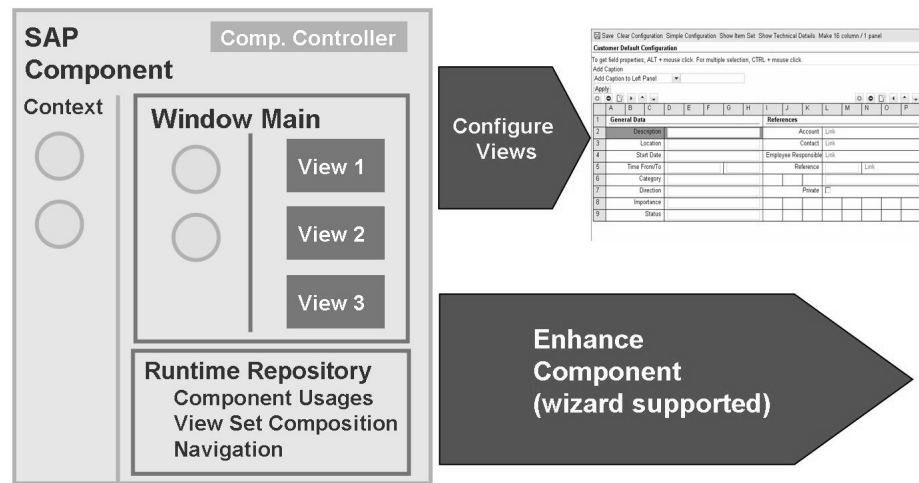 SAP
Component
Comp. Controller
Context
Window Main
View 1
View 2
View 3
Runtime Repository
Component Usages
View Set Composition
Navigation
Configure
Views
Save Clear Configuration Simple Configuration Show Item Set Show Technical Details Make 16 column / 1 panel
Customer Default Configuration
To get field properties, ALT + mouse click. For multiple selection, CTRL + mouse click.
Add Caption
Add Caption to Left Panel
Apply
A B C D E F G H I J K L M N O P
1 General Data References
2 Description Account Link
3 Location Contact Link
4 Start Date Employee Responsible Link
5 Time From/To Reference Link
6 Category
7 Direction Private
8 Importance
9 Status
Enhance
Component
(wizard supported)